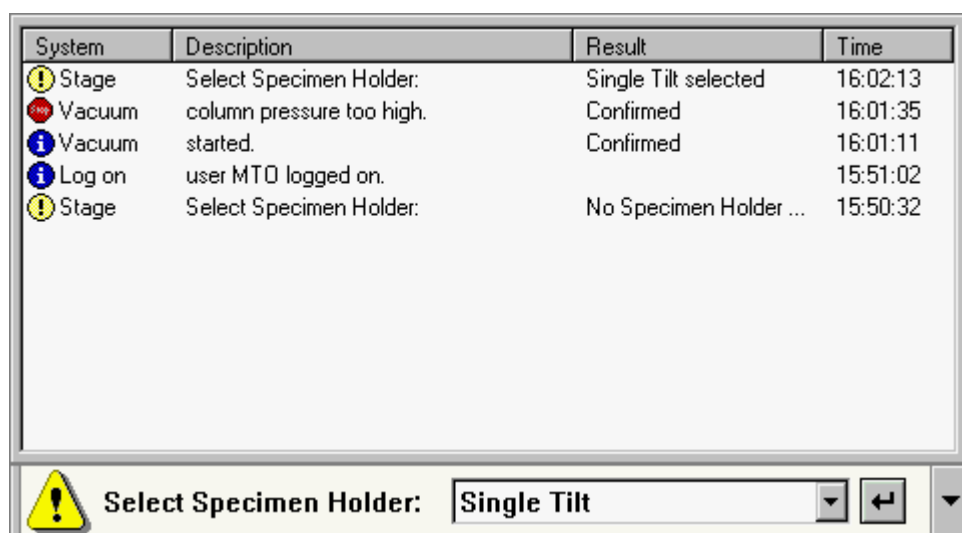 System Description Result Time
Stage Select Specimen Holder: Single Tilt selected 16:02:13
Vacuum column pressure too high. Confirmed 16:01:35
Vacuum started. Confirmed 16:01:11
Log on user MTO logged on. 15:51:02
Stage Select Specimen Holder: No Specimen Holder ... 15:50:32
Select Specimen Holder: Single Tilt